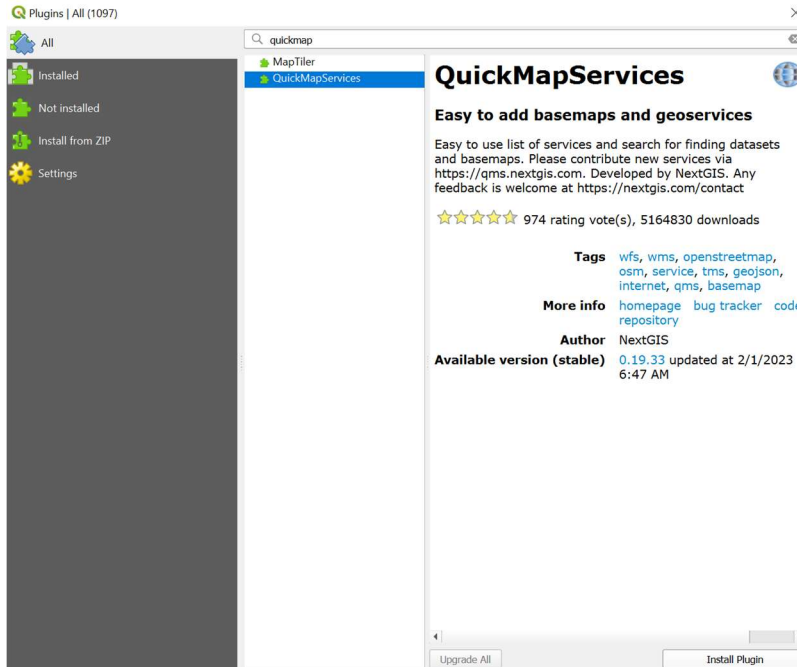 Plugins | All (1097)
All
Installed
Not installed
Install from ZIP
Settings
quickmap
MapTiler
QuickMapServices
QuickMapServices
Easy to add basemaps and geoservices
Easy to use list of services and search for finding datasets
and basemaps. Please contribute new services via
https://qms.nextgis.com. Developed by NextGIS. Any
feedback is welcome at https://nextgis.com/contact
974 rating vote(s), 5164830 downloads
Tags wfs, wms, openstreetmap,
osm, service, tms, geojson,
internet, qms, basemap
More info homepage bug tracker code
repository
Author NextGIS
Available version (stable) 0.19.33 updated at 2/1/2023
6:47 AM
Upgrade All
Install Plugin